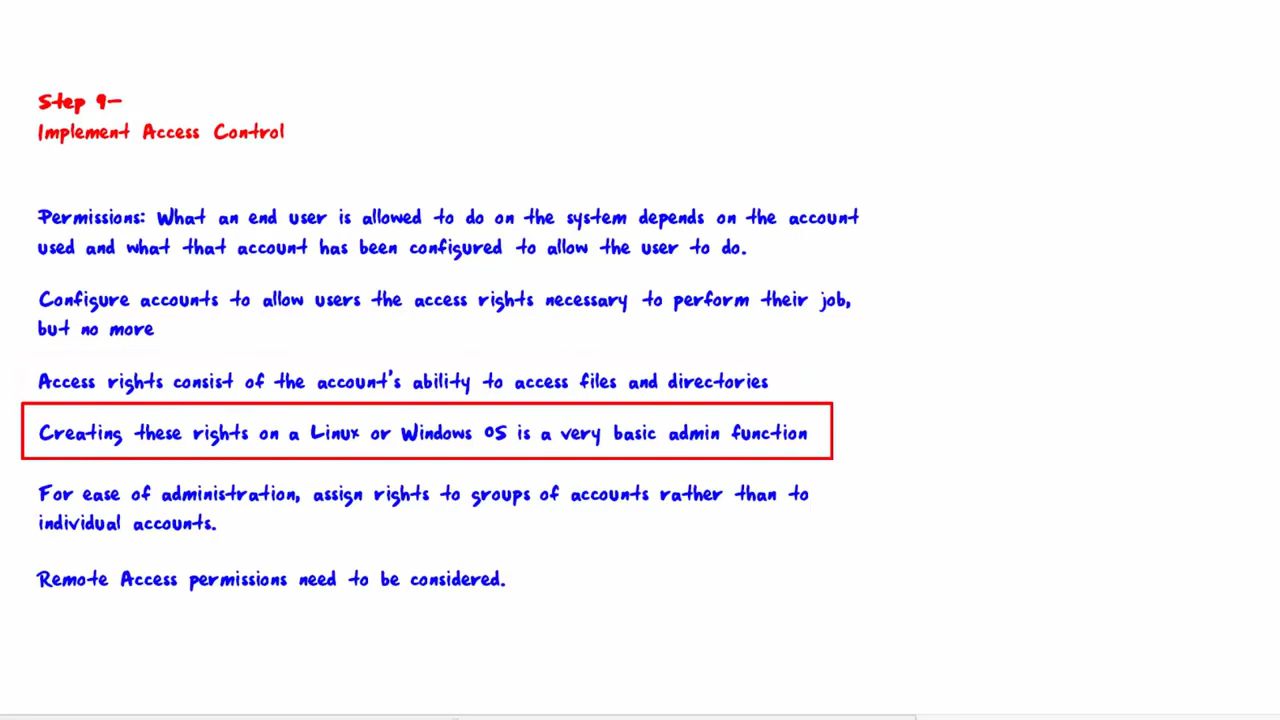 Step 9-
Implement Access Control
Permissions: What an end user is allowed to do on the system depends on the account
used and what that account has been configured to allow the user to do.
Configure accounts to allow users the access rights necessary to perform their job,
but no more
Access rights consist of the account's ability to access files and directories
Creating these rights on a Linux or Windows OS is a very basic admin function
For ease of administration, assign rights to groups of accounts rather than to
individual accounts.
Remote Access permissions need to be considered.